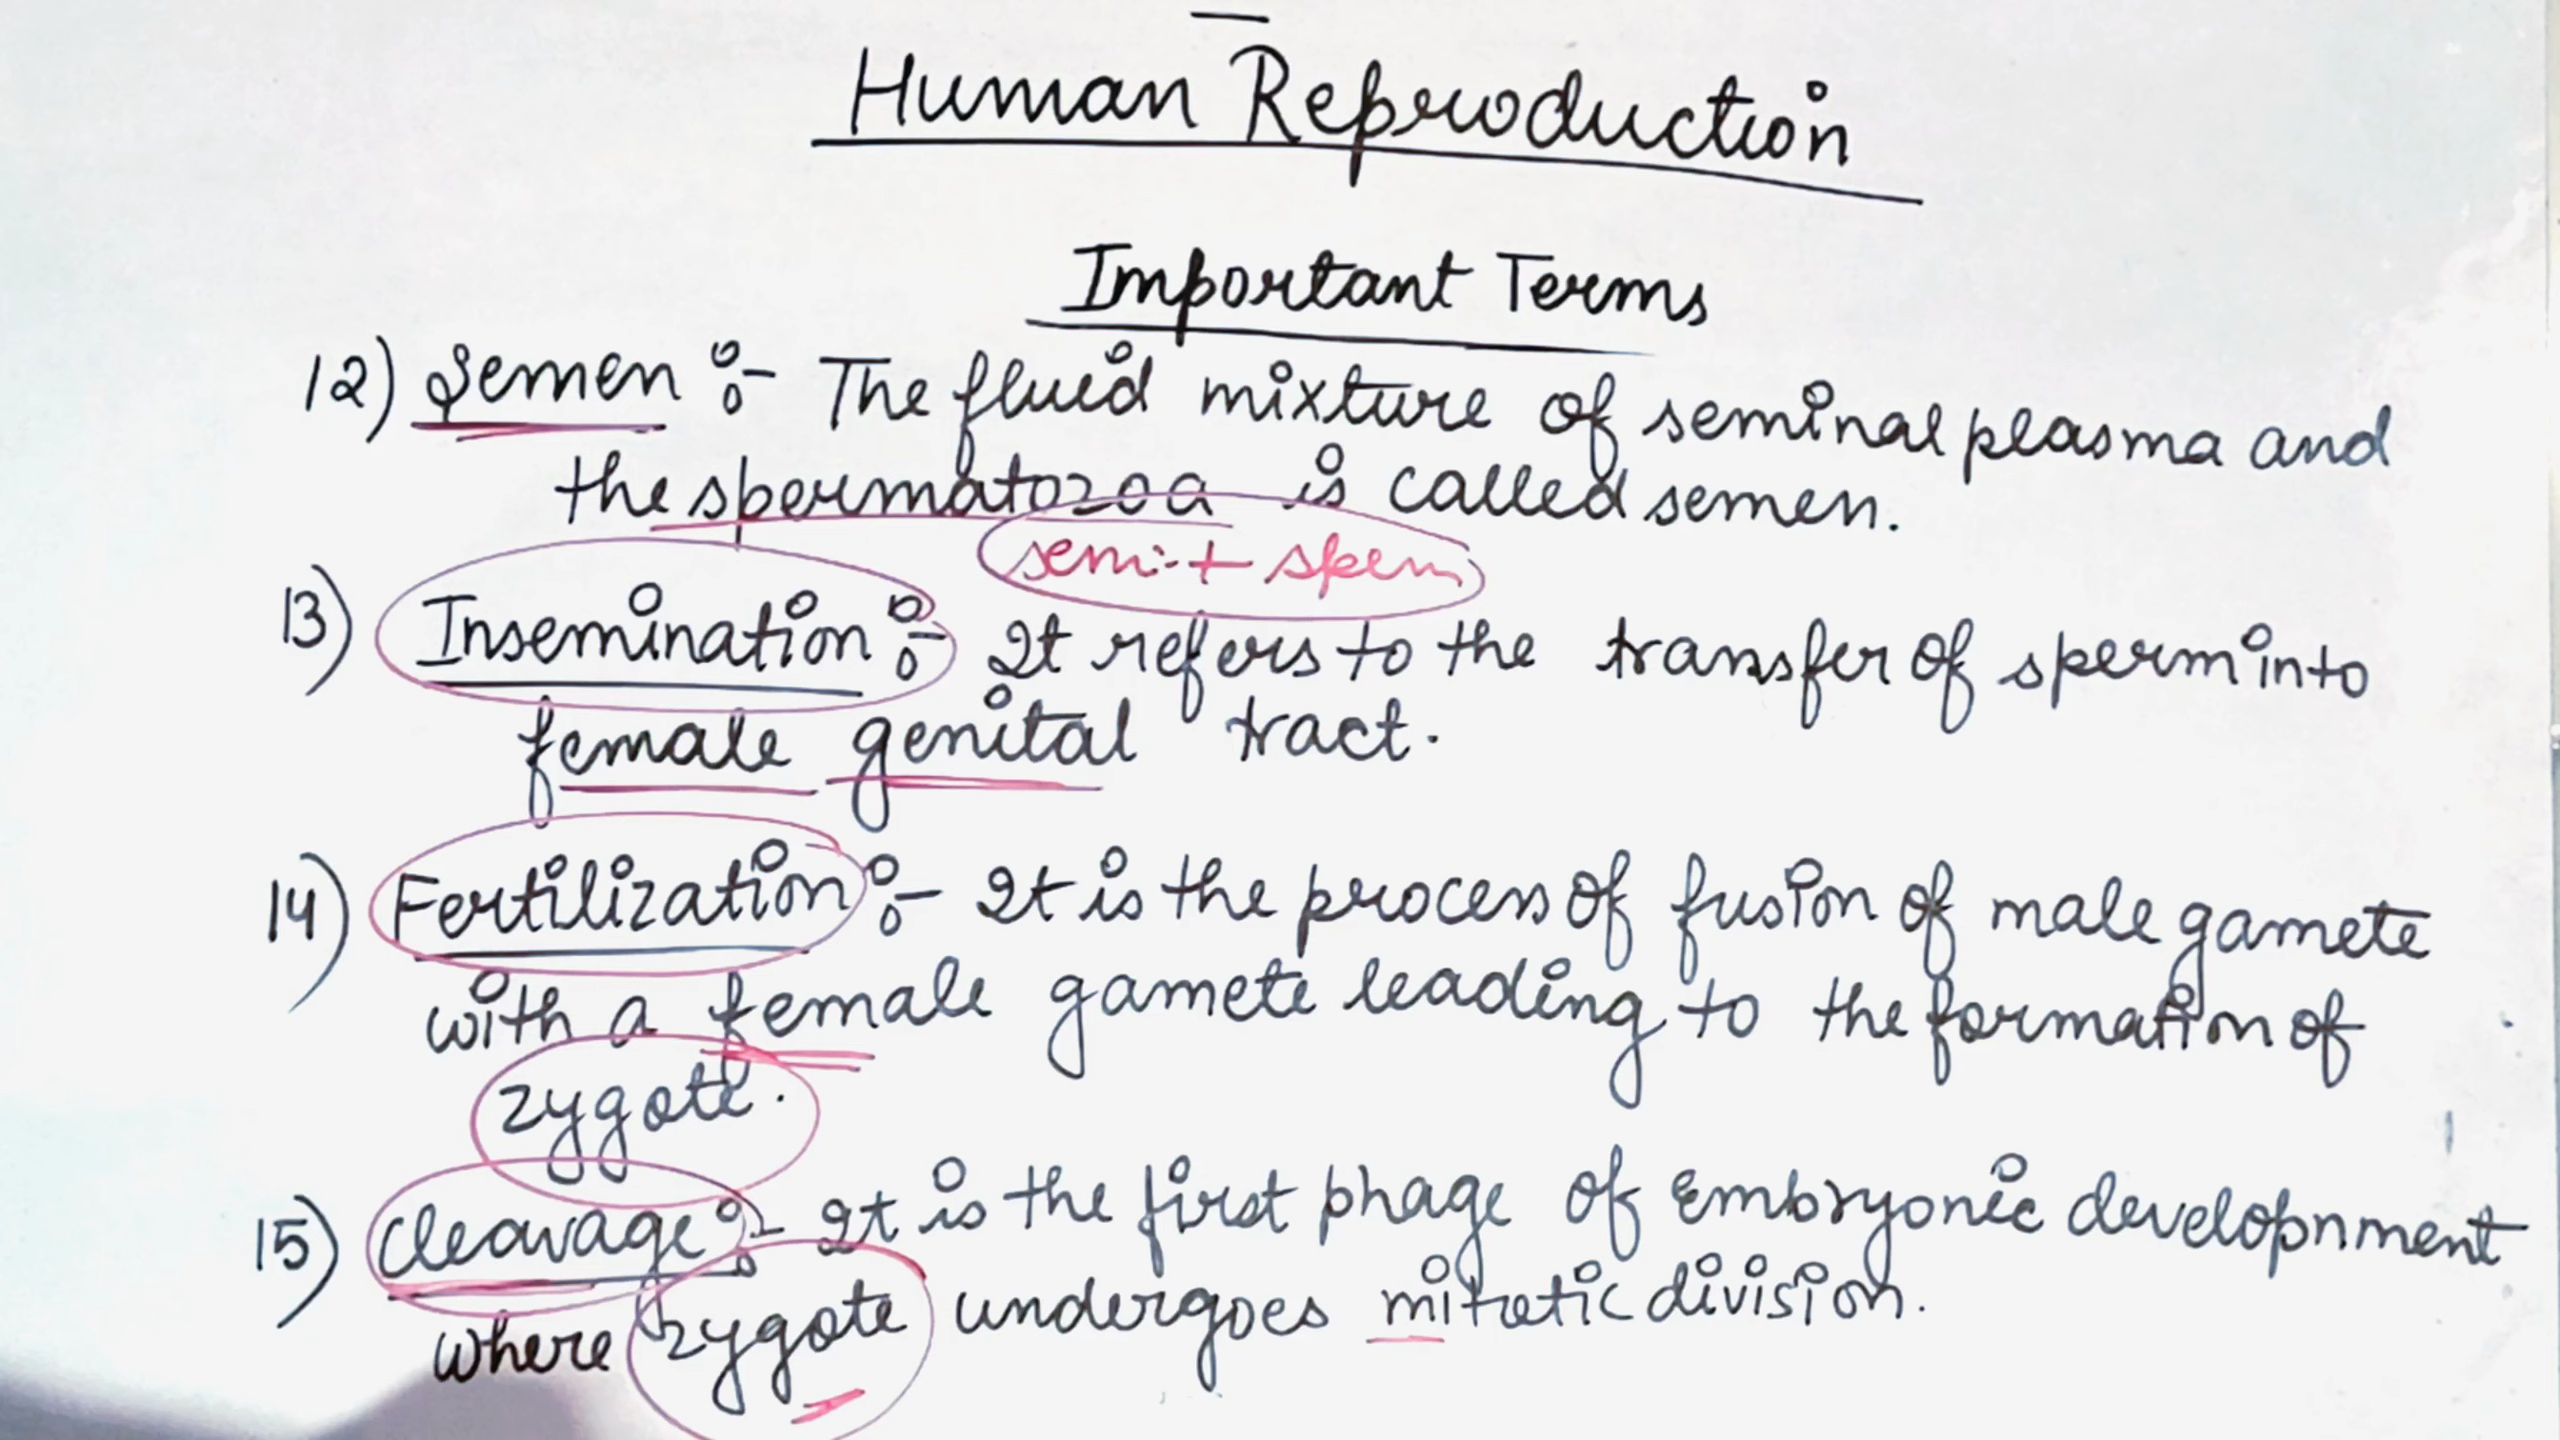 Human Reproduction
Important Terms
12) Semen :- The fluid mixture of seminal plasma and
the spermatozoa is called semen.
semi + sperm
13) Insemination :- It refers to the transfer of sperm into
female genital tract.
14) Fertilization :- It is the process of fusion of male gamete
with a female gamete leading to the formation of
zygote.
15) Cleavage :- It is the first phage of Embryonic developnment
where zygote undergoes mitotic division.